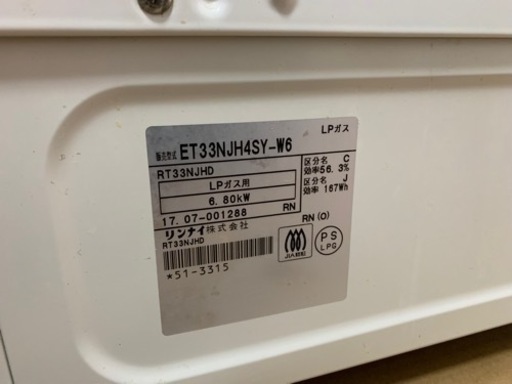 販売型式 ET33NJH4SY-W6 LPガス
RT33NJHD
LPガス用
6.80kW
17.07-001288 RN
リンナイ株式会社
RT33NJHD
*51-3315
区分名 C
効率56.3%
区分名 J
効率 167Wh
RN (O)
JIA認証
PS
LPG